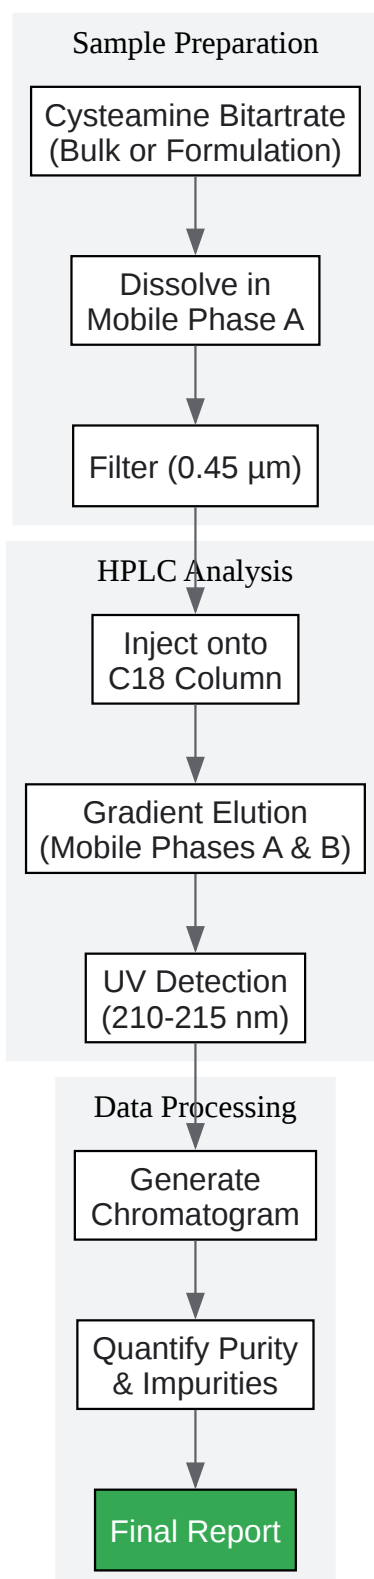 Sample Preparation
Cysteamine Bitartrate
(Bulk or Formulation)
Dissolve in
Mobile Phase A
Filter (0.45 µm)
HPLC Analysis
Inject onto
C18 Column
Gradient Elution
(Mobile Phases A & B)
UV Detection
(210-215 nm)
Data Processing
Generate
Chromatogram
Quantify Purity
& Impurities
Final Report